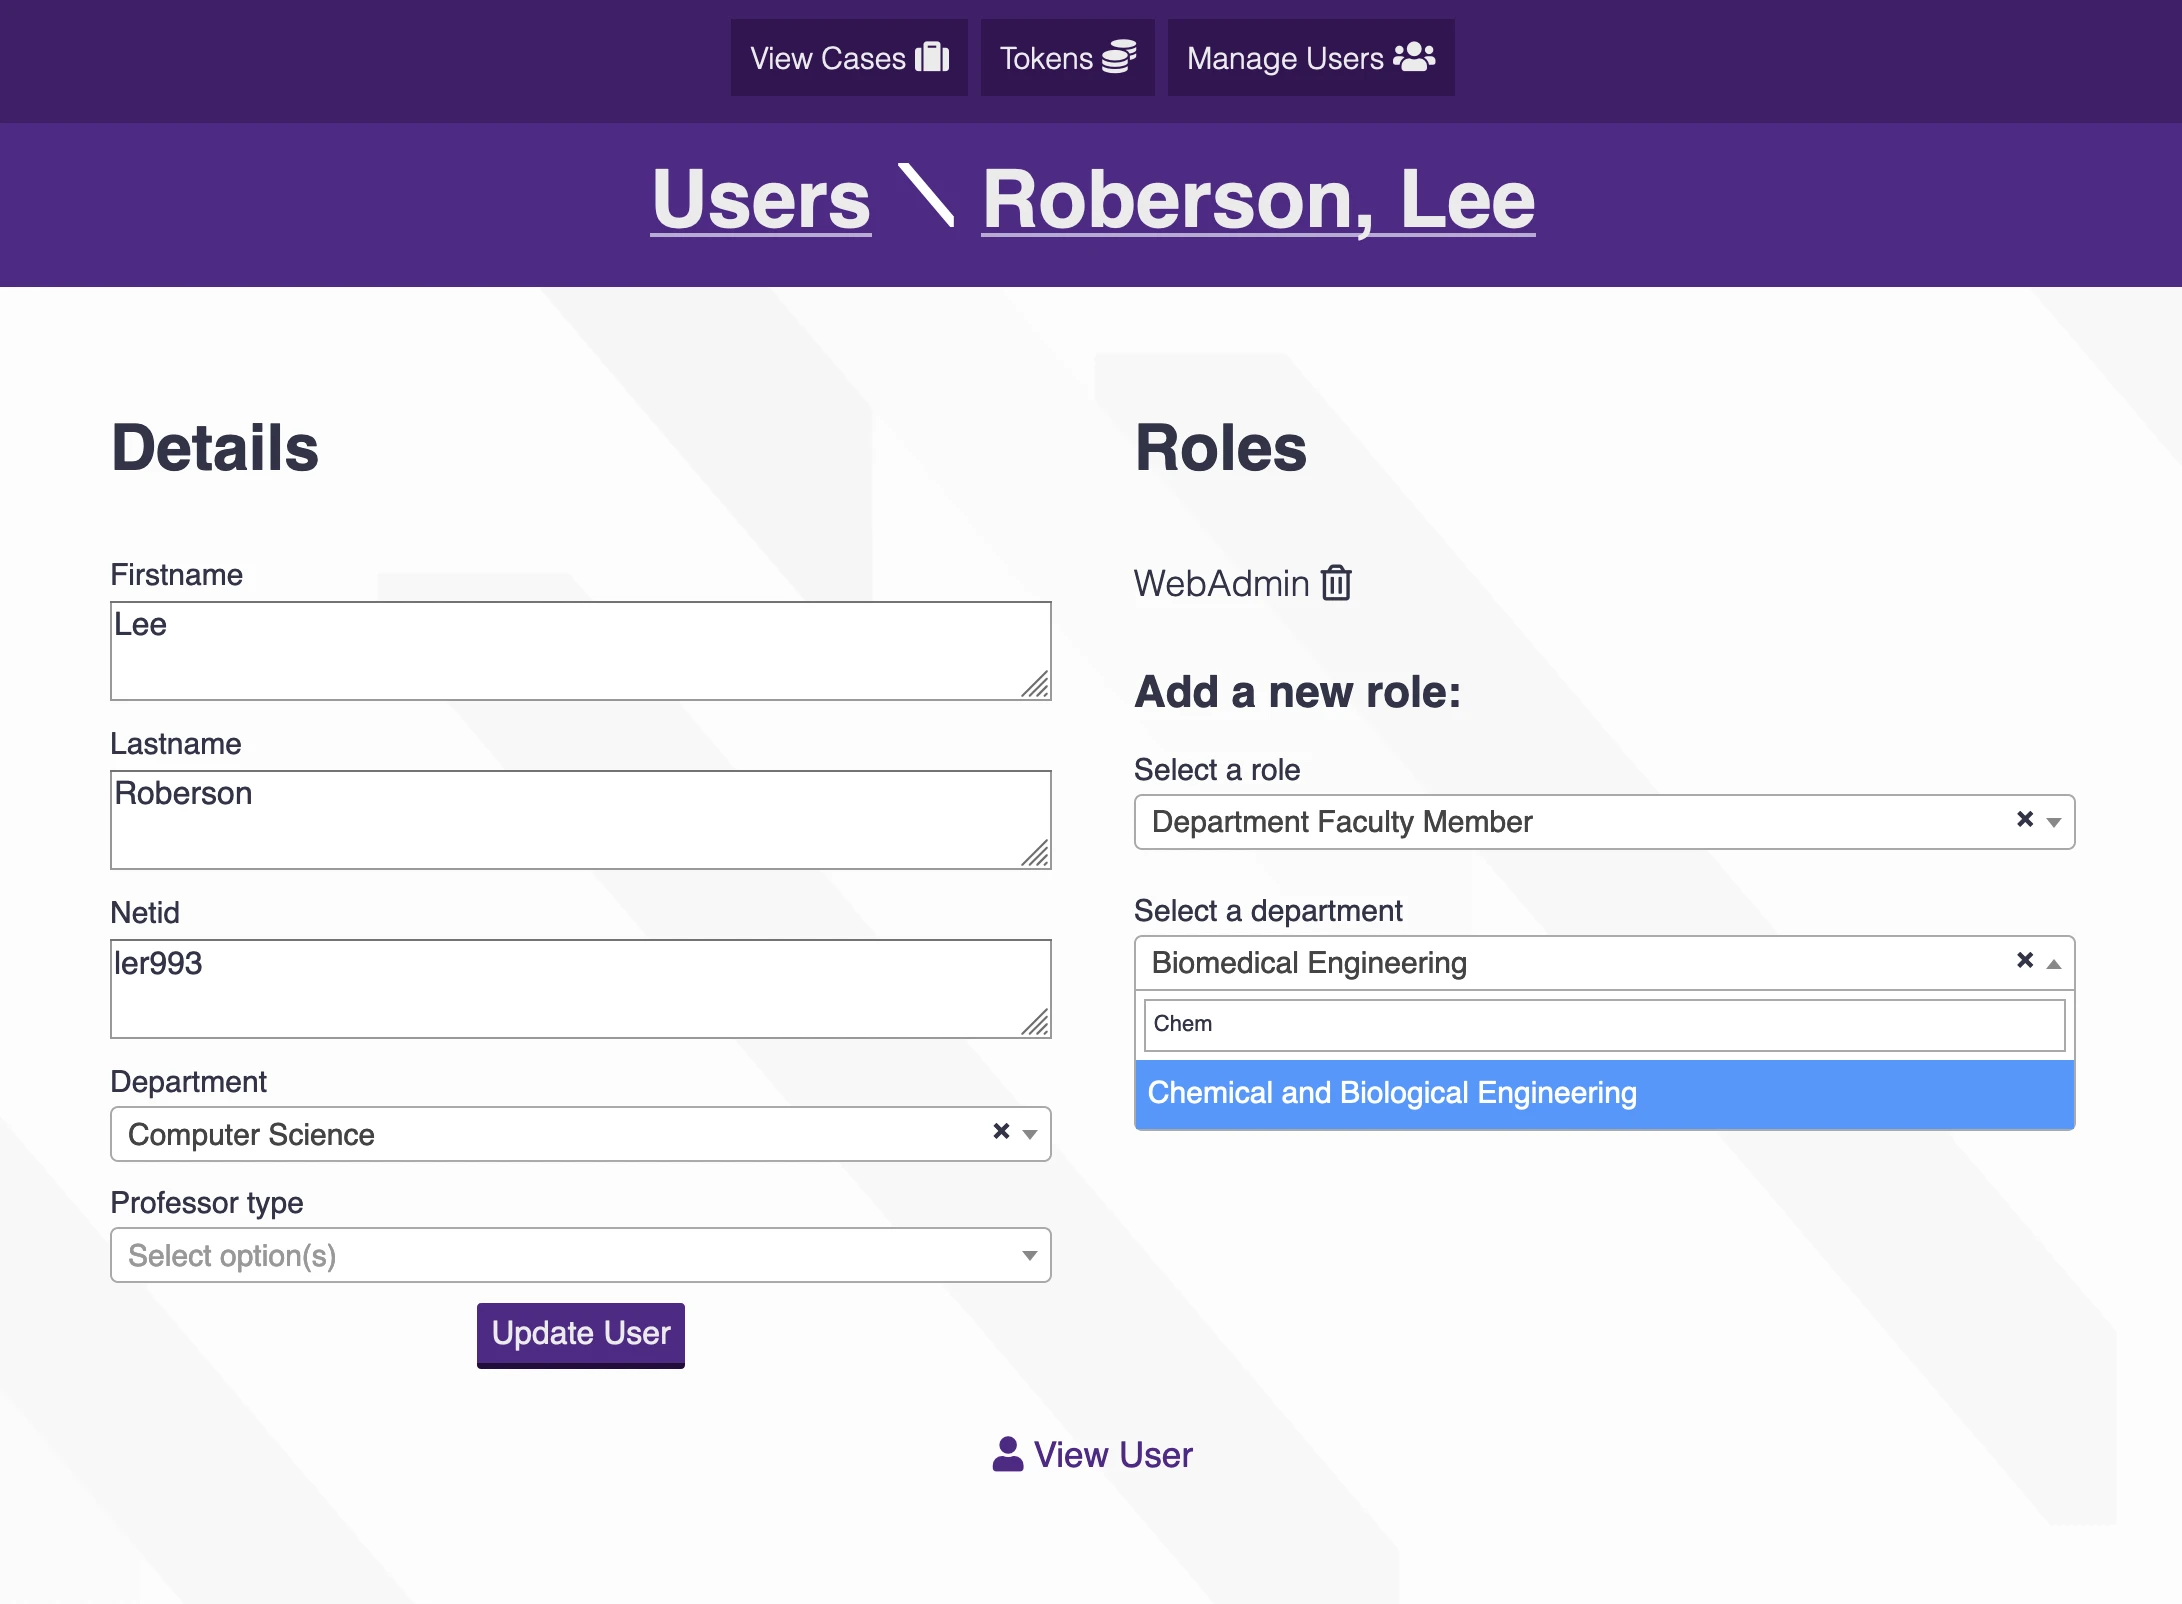 View Cases
Tokens
Manage Users
Users \ Roberson, Lee
Details
Firstname
Lee
Lastname
Roberson
Netid
ler993
Department
Computer Science ×
Professor type
Select option(s)
Update User
Roles
WebAdmin
Add a new role:
Select a role
Department Faculty Member ×
Select a department
Biomedical Engineering ×
Chem
Chemical and Biological Engineering
View User